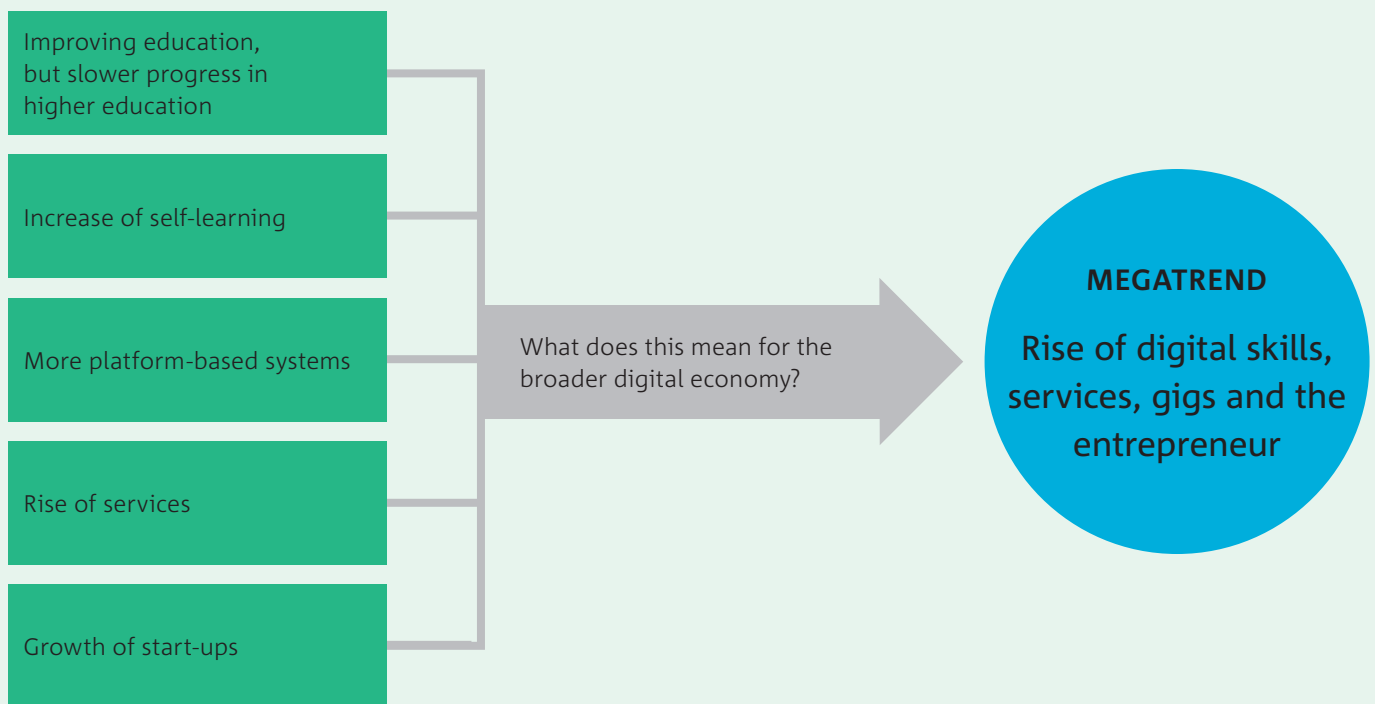 Improving education,
but slower progress in
higher education
Increase of self-learning
More platform-based systems
Rise of services
Growth of start-ups
What does this mean for the
broader digital economy?
MEGATREND
Rise of digital skills,
services, gigs and the
entrepreneur